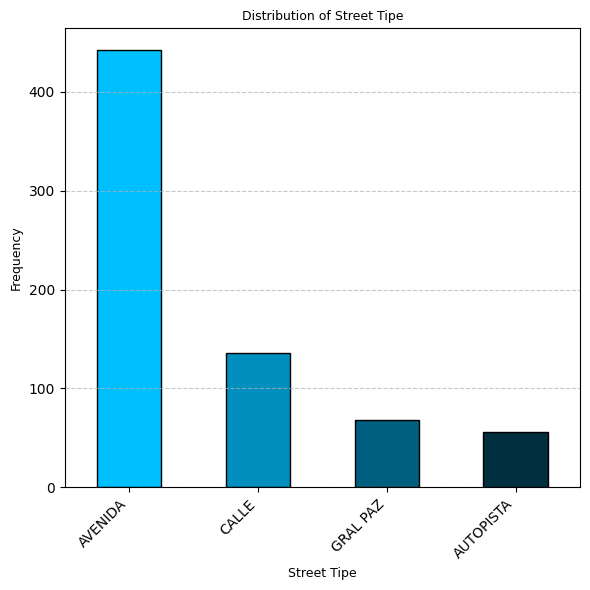 Distribution of Street Tipe
Frequency
400
300
200
100
0
AVENIDA
CALLE
GRAL PAZ
AUTOPISTA
Street Tipe